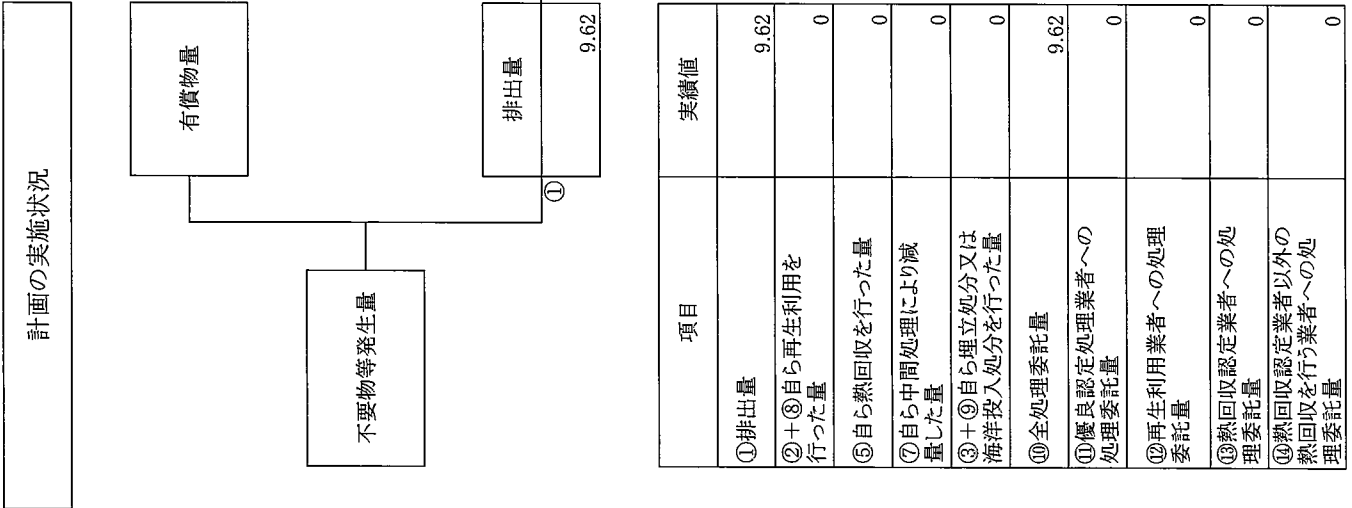 計画の実施状況
有償物量
不要物等発生量
排出量
①
9.62
項目
実績値
①排出量
9.62
②+⑧自ら再生利用を
行った量
0
⑤自ら熱回収を行った量
0
⑦自ら中間処理により減
量した量
0
③+⑨自ら埋立処分又は
海洋投入処分を行った量
0
⑩全処理委託量
9.62
⑪優良認定処理業者への
処理委託量
0
⑫再生利用業者への処理
委託量
0
⑬熱回収認定業者への処
理委託量
0
⑭熱回収認定業者以外の
熱回収を行う業者への処
理委託量
0